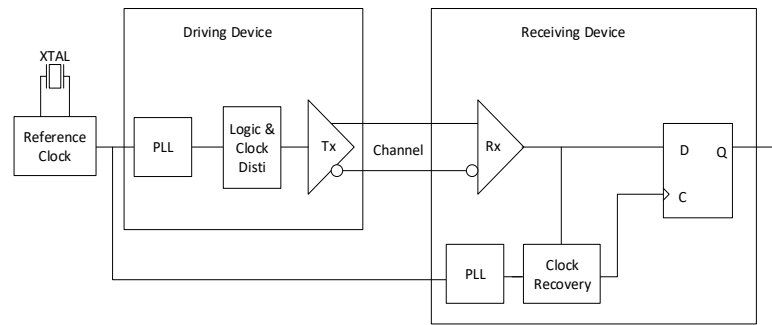 Driving Device
Receiving Device
XTAL
Reference
Clock
PLL
Logic &
Clock
Disti
Tx
Channel
Rx
D
Q
C
PLL
Clock
Recovery